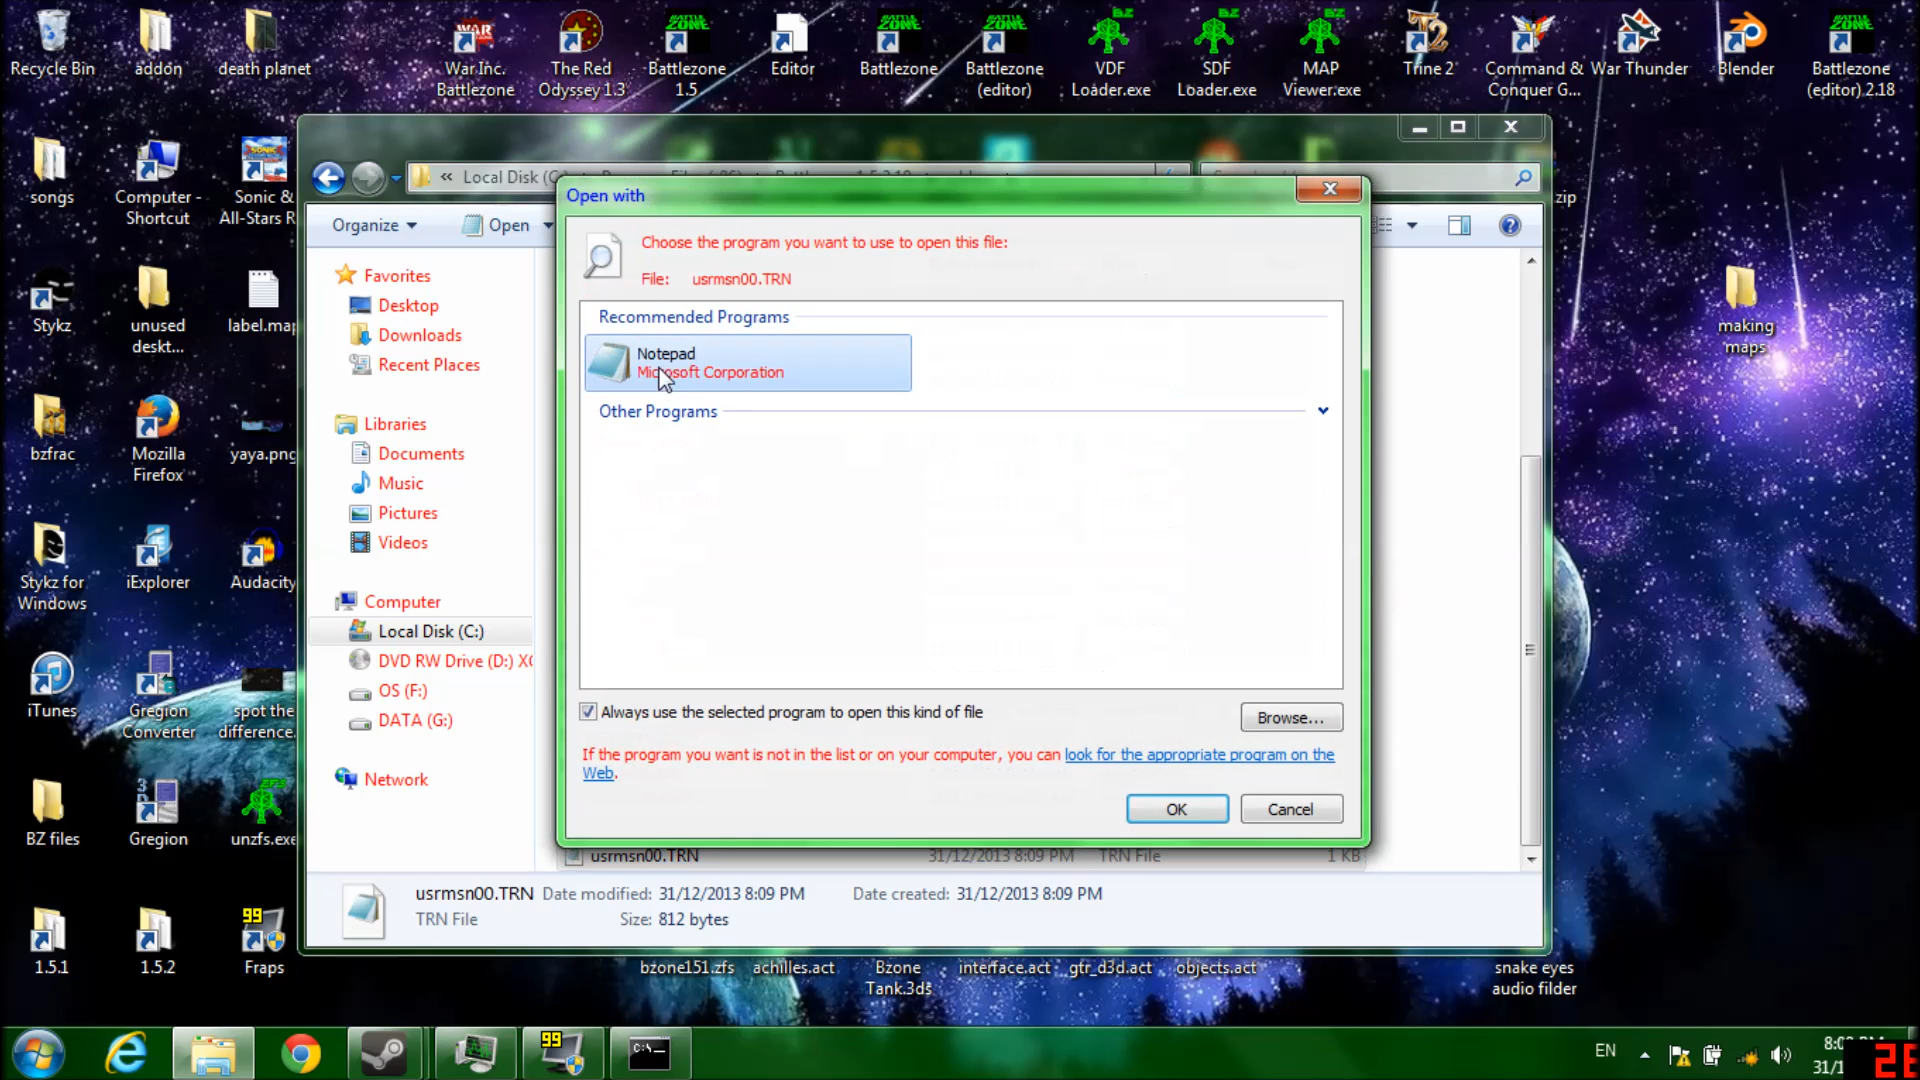 Recycle Bin
addon
death planet
War Inc.
Battlezone
The Red
Odyssey 1.3
Battlezone
1.5
Editor
Battlezone
Battlezone
(editor)
VDF
Loader.exe
SDF
Loader.exe
MAP
Viewer.exe
Trine 2
Command &
Conquer G...
War Thunder
Blender
Battlezone
(editor) 2.18
songs
Computer -
Shortcut
Sonic &
All-Stars R
Stykz
unused
deskt...
label.map
bzfrac
Mozilla
Firefox
yaya.png
Stykz for
Windows
iExplorer
Audacity
iTunes
Gregion
Converter
spot the
difference.
BZ files
Gregion
unzfs.exe
1.5.1
1.5.2
99
Fraps
.zip
making
maps
« Local Disk (C:)
Organize
Open
Favorites
Desktop
Downloads
Recent Places
Libraries
Documents
Music
Pictures
Videos
Computer
Local Disk (C:)
DVD RW Drive (D:) XC
OS (F:)
DATA (G:)
Network
Open with
Choose the program you want to use to open this file:
File: usrmsn00.TRN
Recommended Programs
Notepad
Microsoft Corporation
Other Programs
Always use the selected program to open this kind of file
Browse...
If the program you want is not in the list or on your computer, you can look for the appropriate program on the
Web.
OK
Cancel
usrmsn00.TRN 31/12/2013 8:09 PM TRN File 1 KB
usrmsn00.TRN Date modified: 31/12/2013 8:09 PM Date created: 31/12/2013 8:09 PM
TRN File Size: 812 bytes
bzone151.zfs
achilles.act
Bzone
Tank.3ds
interface.act
gtr_d3d.act
objects.act
snake eyes
audio filder
99
C:\
EN